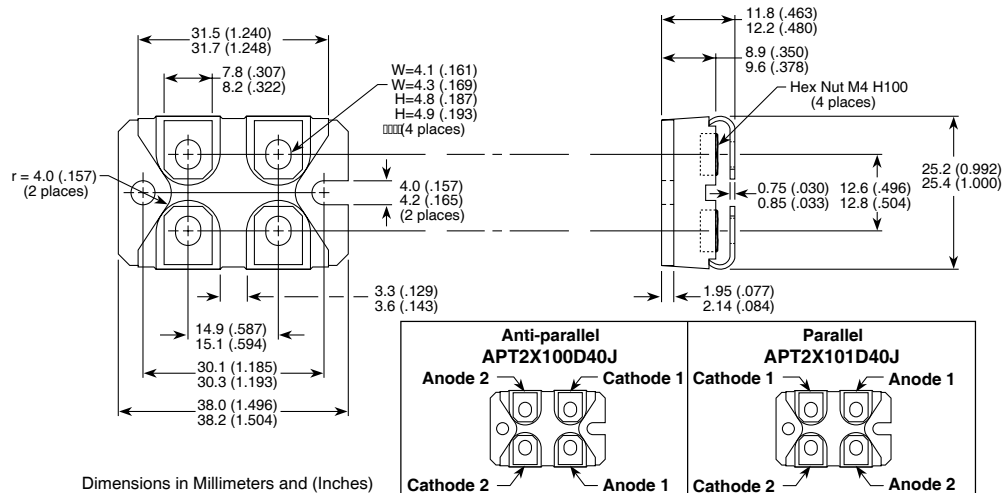 31.5 (1.240)
31.7 (1.248)
7.8 (.307)
8.2 (.322)
W=4.1 (.161)
W=4.3 (.169)
H=4.8 (.187)
H=4.9 (.193)
(4 places)
r = 4.0 (.157)
(2 places)
4.0 (.157)
4.2 (.165)
(2 places)
3.3 (.129)
3.6 (.143)
14.9 (.587)
15.1 (.594)
30.1 (1.185)
30.3 (1.193)
38.0 (1.496)
38.2 (1.504)
11.8 (.463)
12.2 (.480)
8.9 (.350)
9.6 (.378)
Hex Nut M4 H100
(4 places)
0.75 (.030)
0.85 (.033)
12.6 (.496)
12.8 (.504)
25.2 (0.992)
25.4 (1.000)
1.95 (.077)
2.14 (.084)
Anti-parallel
APT2X100D40J
Anode 2
Cathode 1
Cathode 2
Anode 1
Parallel
APT2X101D40J
Cathode 1
Anode 1
Cathode 2
Anode 2
Dimensions in Millimeters and (Inches)